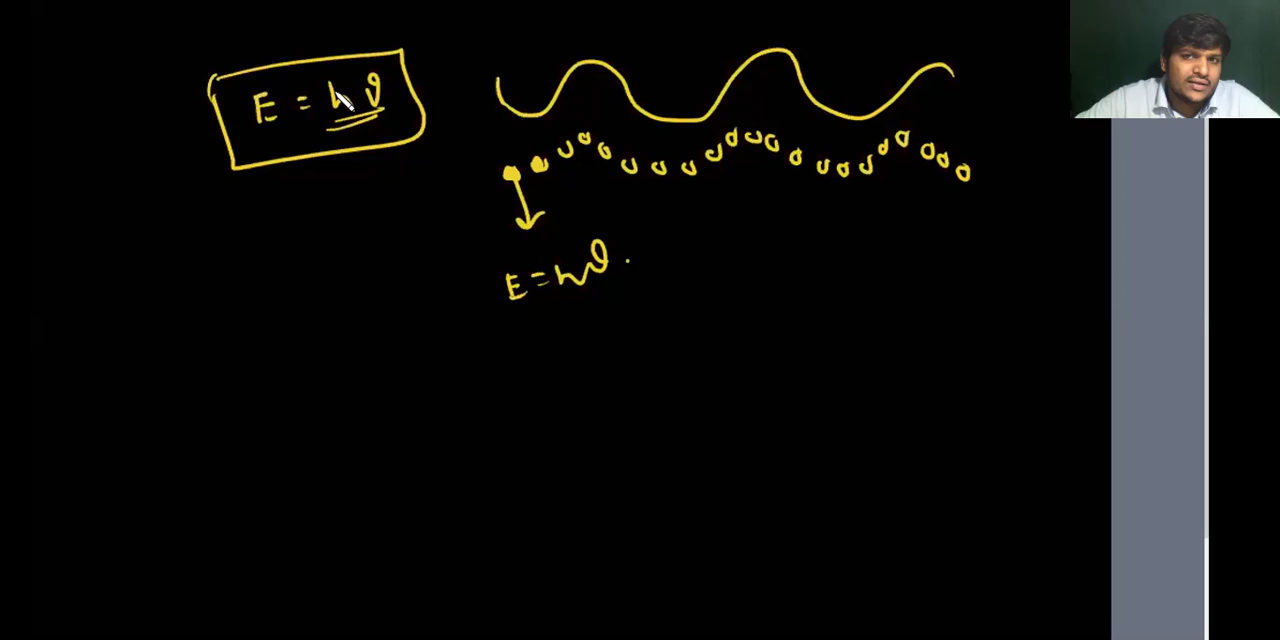 E = hν
E = hν.